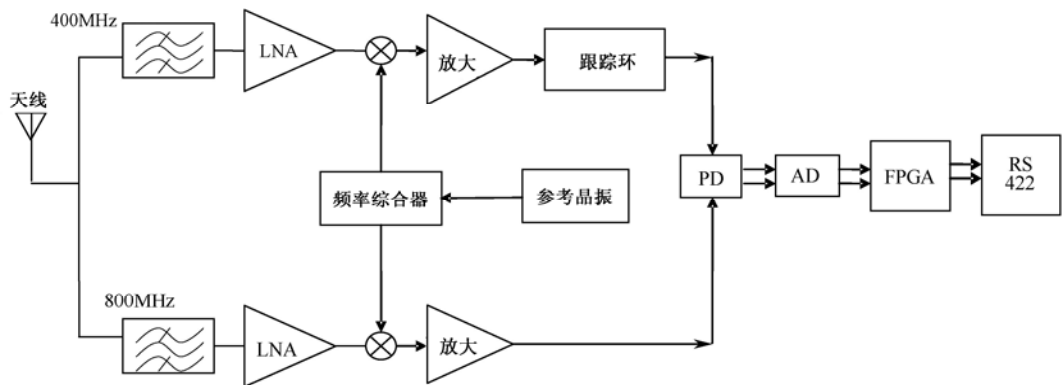 400MHz
LNA
放大
跟踪环
天线
频率综合器
参考晶振
PD
AD
FPGA
RS
422
800MHz
LNA
放大